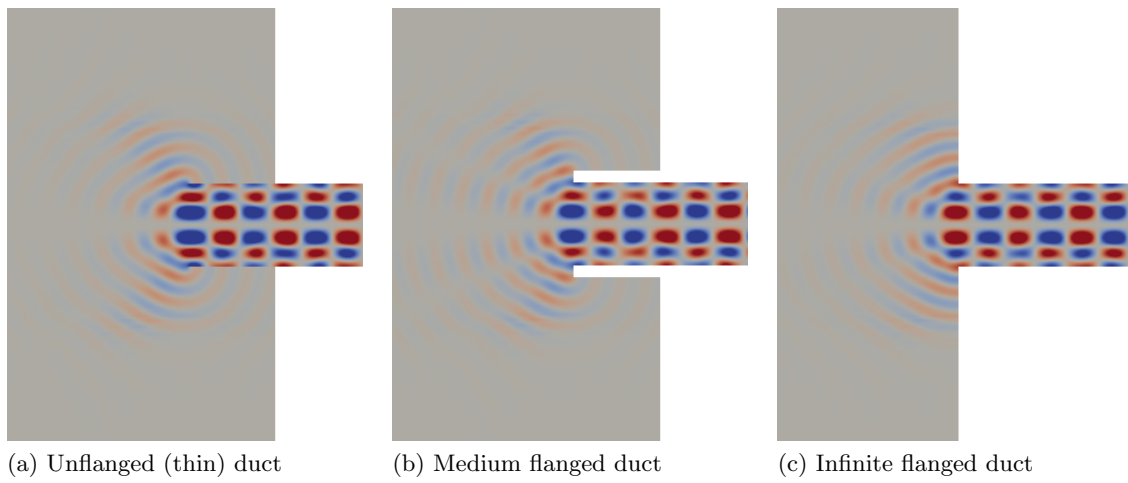 (a) Unflanged (thin) duct
(b) Medium flanged duct
(c) Infinite flanged duct